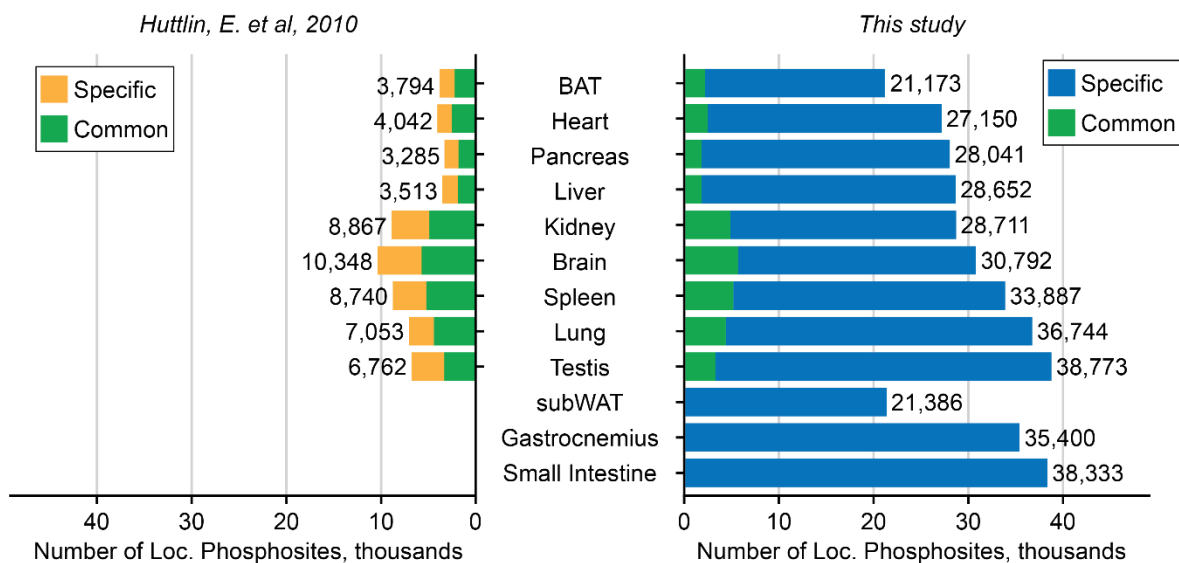 Huttlin, E. et al, 2010
This study
Specific
Common
Specific
Common
3,794 BAT 21,173
4,042 Heart 27,150
3,285 Pancreas 28,041
3,513 Liver 28,652
8,867 Kidney 28,711
10,348 Brain 30,792
8,740 Spleen 33,887
7,053 Lung 36,744
6,762 Testis 38,773
subWAT 21,386
Gastrocnemius 35,400
Small Intestine 38,333
40 30 20 10 0
0 10 20 30 40
Number of Loc. Phosphosites, thousands
Number of Loc. Phosphosites, thousands